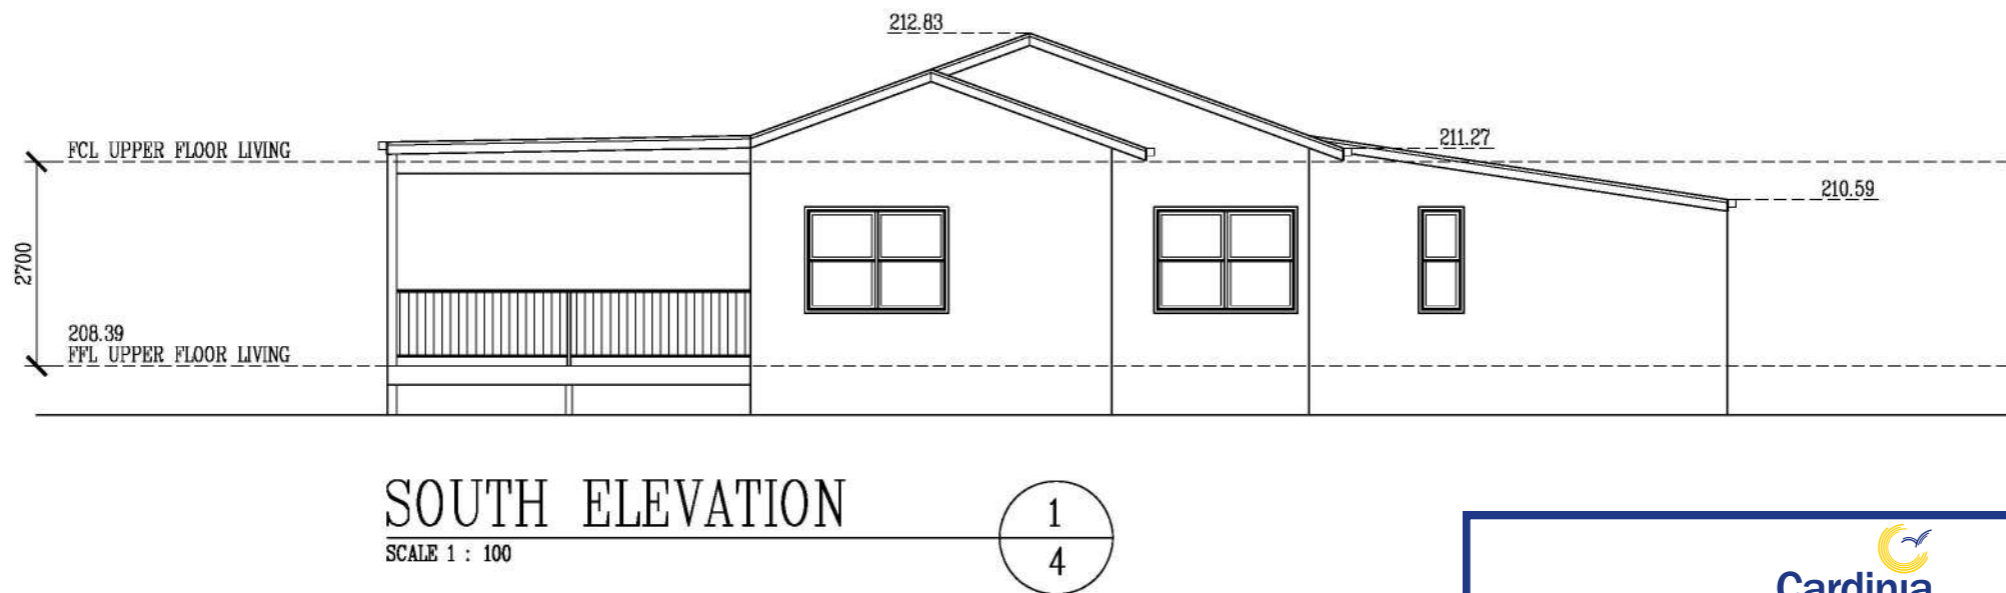 212.83
FCL UPPER FLOOR LIVING
211.27
210.59
2700
208.39
FFL UPPER FLOOR LIVING
SOUTH ELEVATION
SCALE 1 : 100
1
4
Cardinia